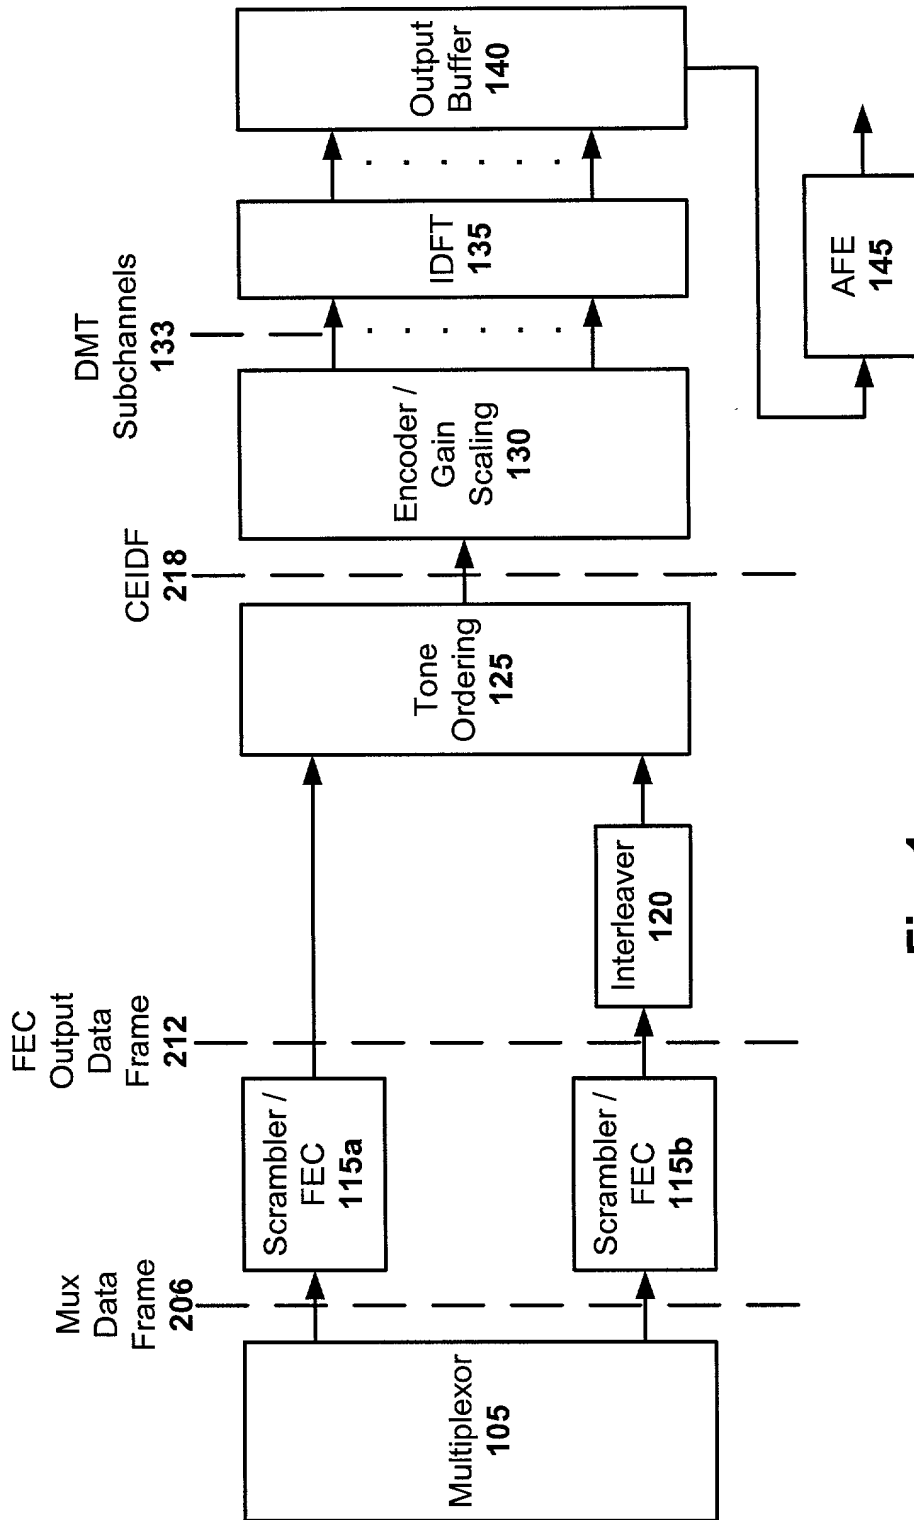 Mux
Data
Frame
206
FEC
Output
Data
Frame
212
CEIDF
218
DMT
Subchannels
133
Multiplexor
105
Scrambler /
FEC
115a
Scrambler /
FEC
115b
Interleaver
120
Tone
Ordering
125
Encoder /
Gain
Scaling
130
IDFT
135
Output
Buffer
140
AFE
145